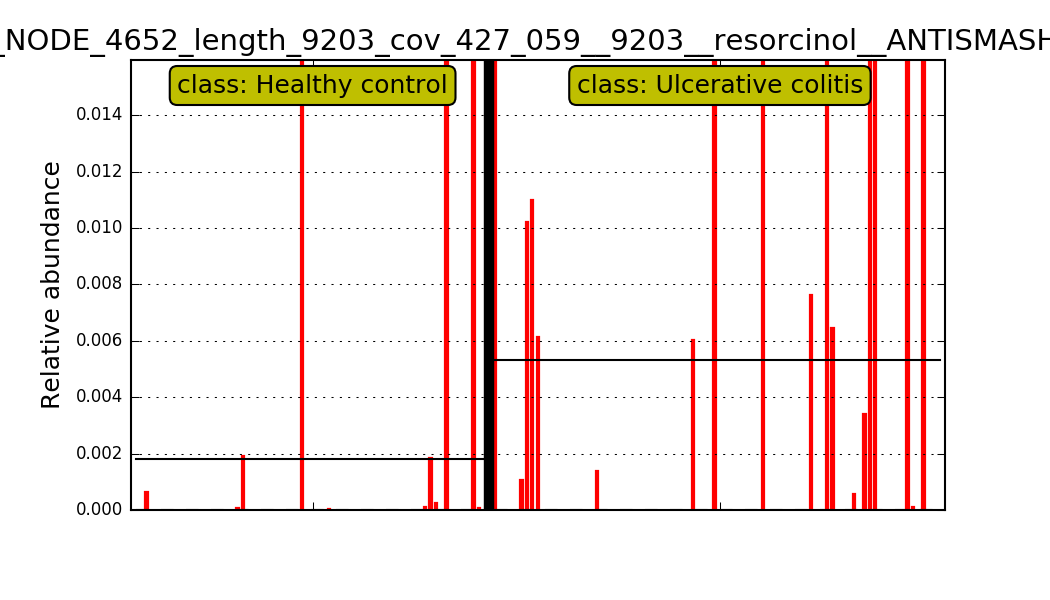 _NODE_4652_length_9203_cov_427_059__9203__resorcinol__ANTISMASH
class: Healthy control
class: Ulcerative colitis
Relative abundance
0.014
0.012
0.010
0.008
0.006
0.004
0.002
0.000